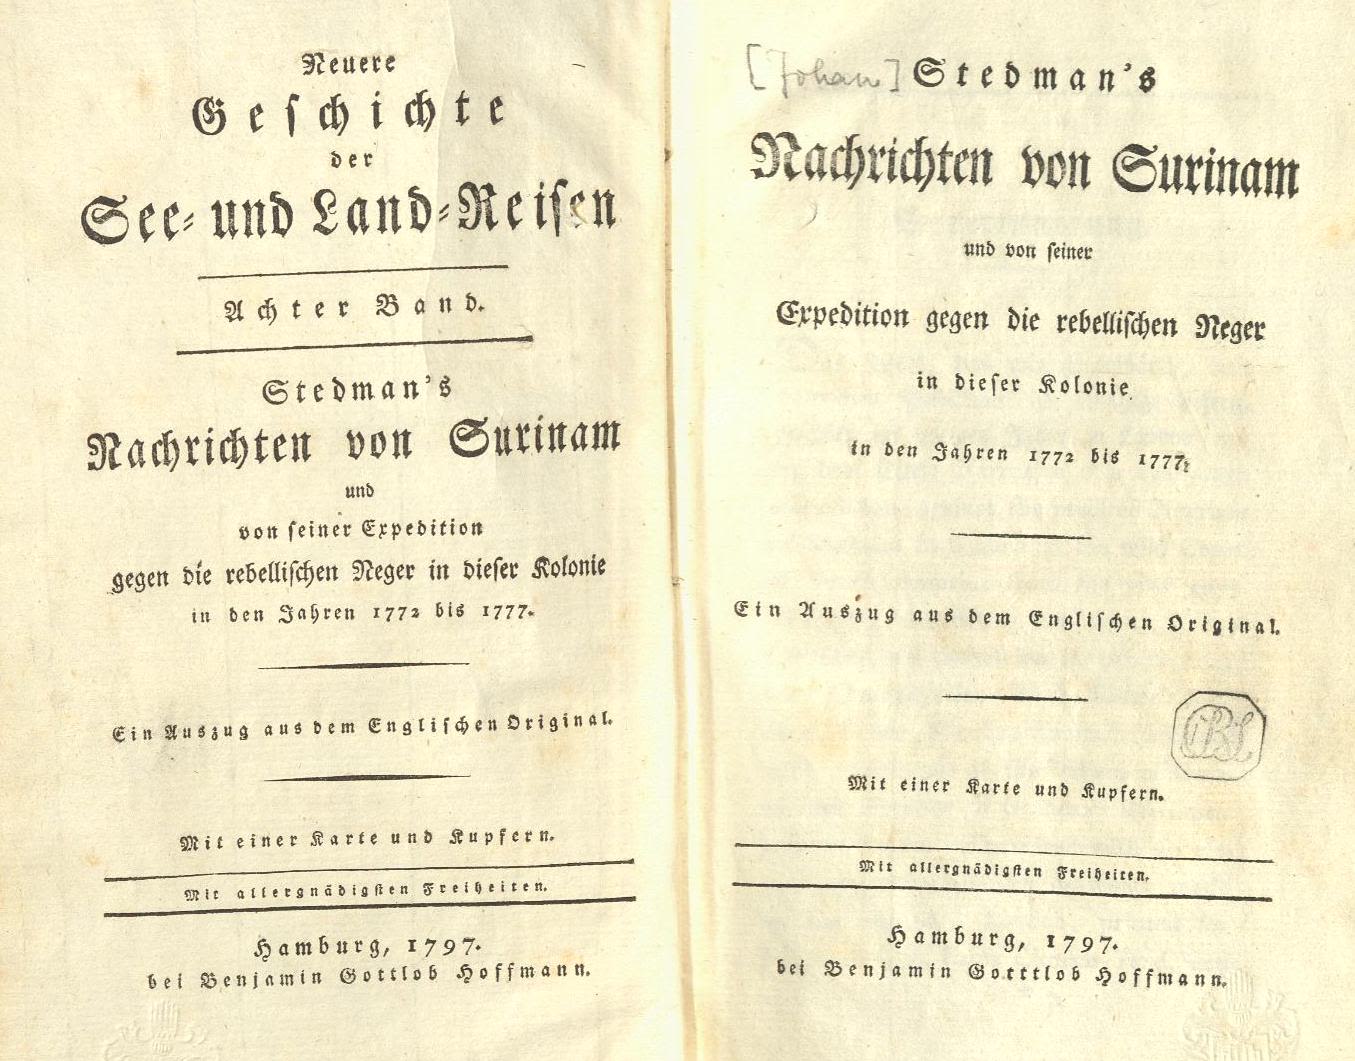 Neuere
Geschichte
der
See- und Land-Reisen
Achter Band.
Stedman's
Nachrichten von Surinam
und
von seiner Expedition
gegen die rebellischen Neger in dieser Kolonie
in den Jahren 1772 bis 1777.
Ein Auszug aus dem Englischen Original.
Mit einer Karte und Kupfern.
Mit allergnädigsten Freiheiten.
Hamburg, 1797.
bei Benjamin Gottlob Hoffmann.
[Johan] Stedman's
Nachrichten von Surinam
und von seiner
Expedition gegen die rebellischen Neger
in dieser Kolonie
in den Jahren 1772 bis 1777.
Ein Auszug aus dem Englischen Original.
Mit einer Karte und Kupfern.
Mit allergnädigsten Freiheiten.
Hamburg, 1797.
bei Benjamin Gotttlob Hoffmann.